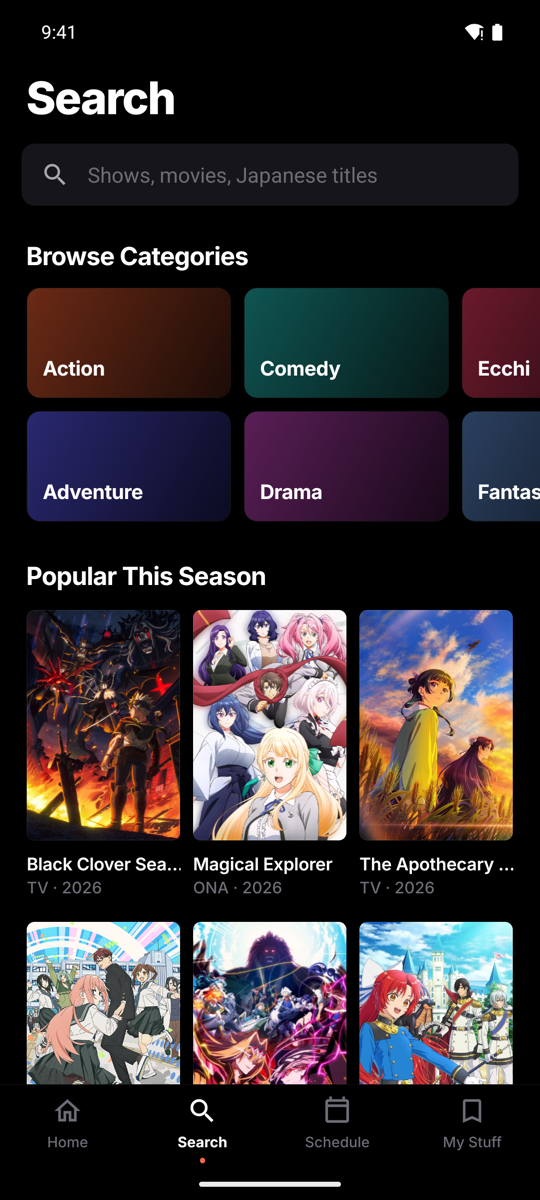 9:41
Search
Shows, movies, Japanese titles
Browse Categories
Action
Comedy
Ecchi
Adventure
Drama
Fantas
Popular This Season
Black Clover Sea...
Magical Explorer
The Apothecary ...
TV · 2026
ONA · 2026
TV · 2026
Home
Search
Schedule
My Stuff